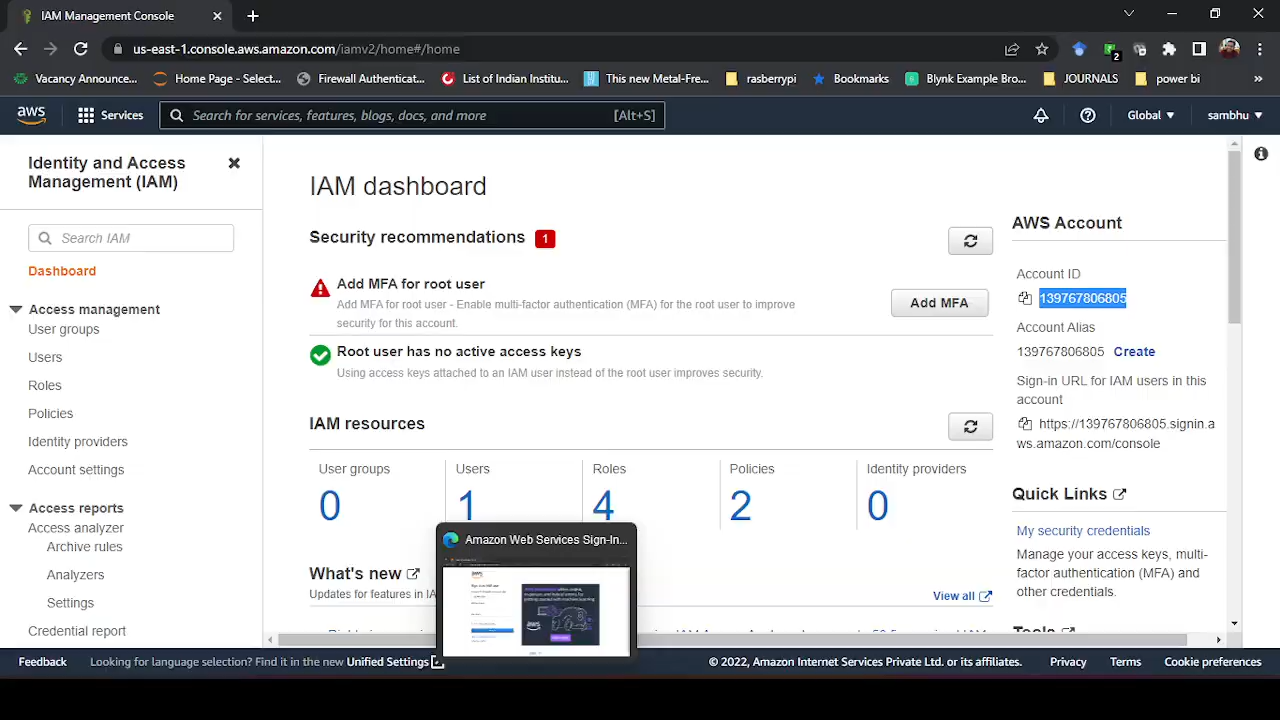 IAM Management Console
us-east-1.console.aws.amazon.com/iamv2/home#/home
2
Vacancy Announce...
Home Page - Select...
Firewall Authenticat...
List of Indian Institu...
This new Metal-Fre...
rasberrypi
Bookmarks
Blynk Example Bro...
JOURNALS
power bi
»
aws
Services
Search for services, features, blogs, docs, and more
[Alt+S]
Global
sambhu
Identity and Access
Management (IAM)
Search IAM
Dashboard
Access management
User groups
Users
Roles
Policies
Identity providers
Account settings
Access reports
Access analyzer
Archive rules
Analyzers
Settings
Credential report
IAM dashboard
Security recommendations 1
Add MFA for root user
Add MFA for root user - Enable multi-factor authentication (MFA) for the root user to improve
security for this account.
Add MFA
Root user has no active access keys
Using access keys attached to an IAM user instead of the root user improves security.
IAM resources
User groups
Users
Roles
Policies
Identity providers
0
1
4
2
0
What's new
Updates for features in IA
View all
Amazon Web Services Sign-In...
aws
AWS Account
Account ID
139767806805
Account Alias
139767806805 Create
Sign-in URL for IAM users in this
account
https://139767806805.signin.a
ws.amazon.com/console
Quick Links
My security credentials
Manage your access keys, multi-
factor authentication (MFA) and
other credentials.
Tools
Feedback
Looking for language selection? Find it in the new Unified Settings
© 2022, Amazon Internet Services Private Ltd. or its affiliates.
Privacy
Terms
Cookie preferences